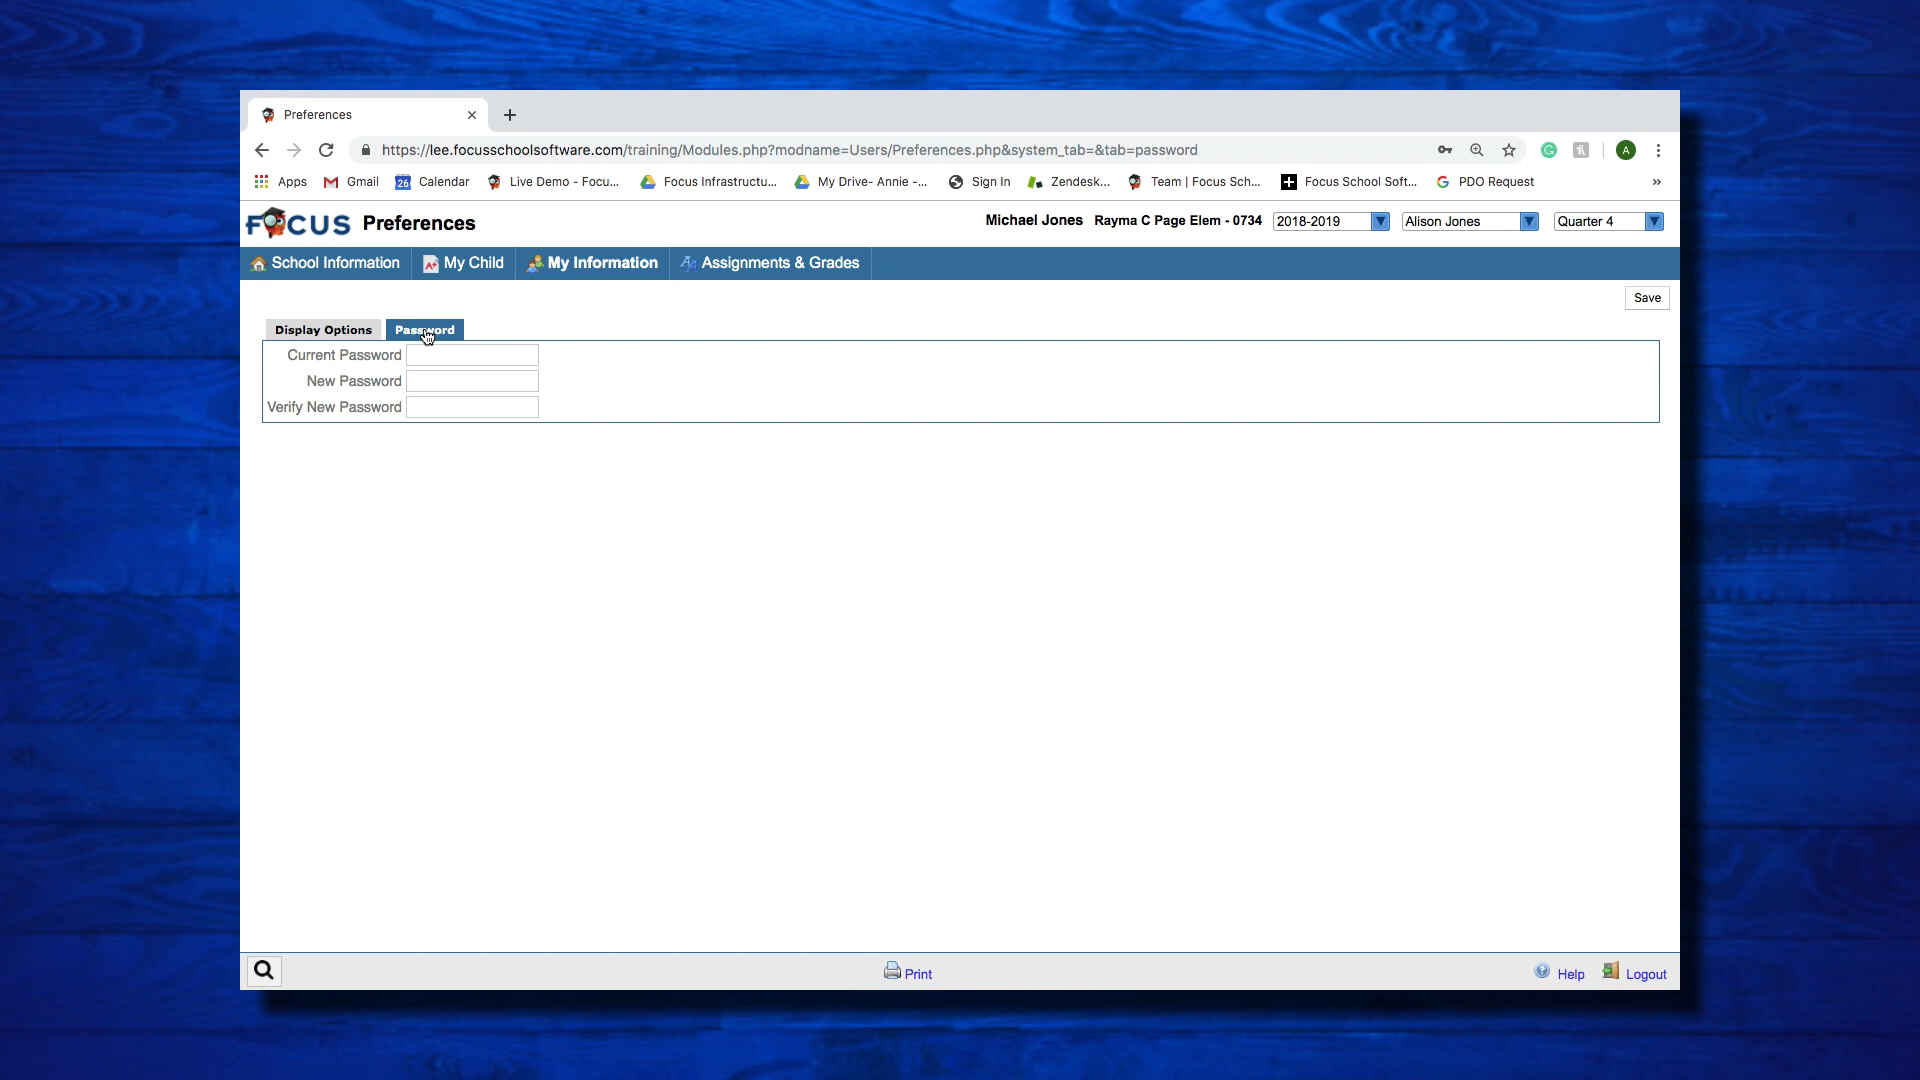 Preferences
https://lee.focusschoolsoftware.com/training/Modules.php?modname=Users/Preferences.php&system_tab=&tab=password
A
Apps Gmail 26 Calendar Live Demo - Focu... Focus Infrastructu... My Drive- Annie -... Sign In Zendesk... Team | Focus Sch... Focus School Soft... PDO Request »
FOCUS Preferences Michael Jones Rayma C Page Elem - 0734 2018-2019 Alison Jones Quarter 4
School Information My Child My Information Assignments & Grades
Save
Display Options Password
Current Password
New Password
Verify New Password
Print Help Logout